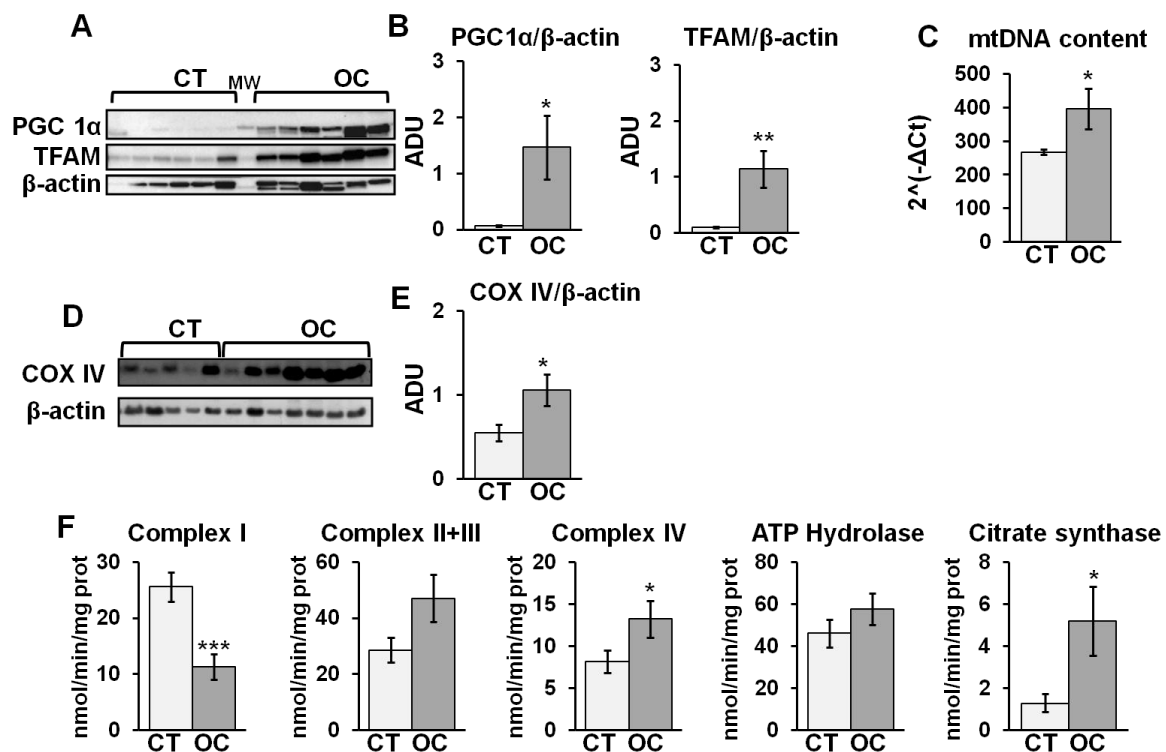 A
CT MW OC
PGC 1α
TFAM
β-actin
B
PGC1α/β-actin
ADU
3
2
1
0
*
CT OC
TFAM/β-actin
ADU
3
2
1
0
**
CT OC
C
mtDNA content
2^(-ΔCt)
500
400
300
200
100
0
*
CT OC
D
CT OC
COX IV
β-actin
E
COX IV/β-actin
ADU
2
1
0
*
CT OC
F
Complex I
nmol/min/mg prot
30
20
10
0
***
CT OC
Complex II+III
nmol/min/mg prot
60
40
20
0
CT OC
Complex IV
nmol/min/mg prot
20
15
10
5
0
*
CT OC
ATP Hydrolase
nmol/min/mg prot
80
60
40
20
0
CT OC
Citrate synthase
nmol/min/mg prot
8
6
4
2
0
*
CT OC